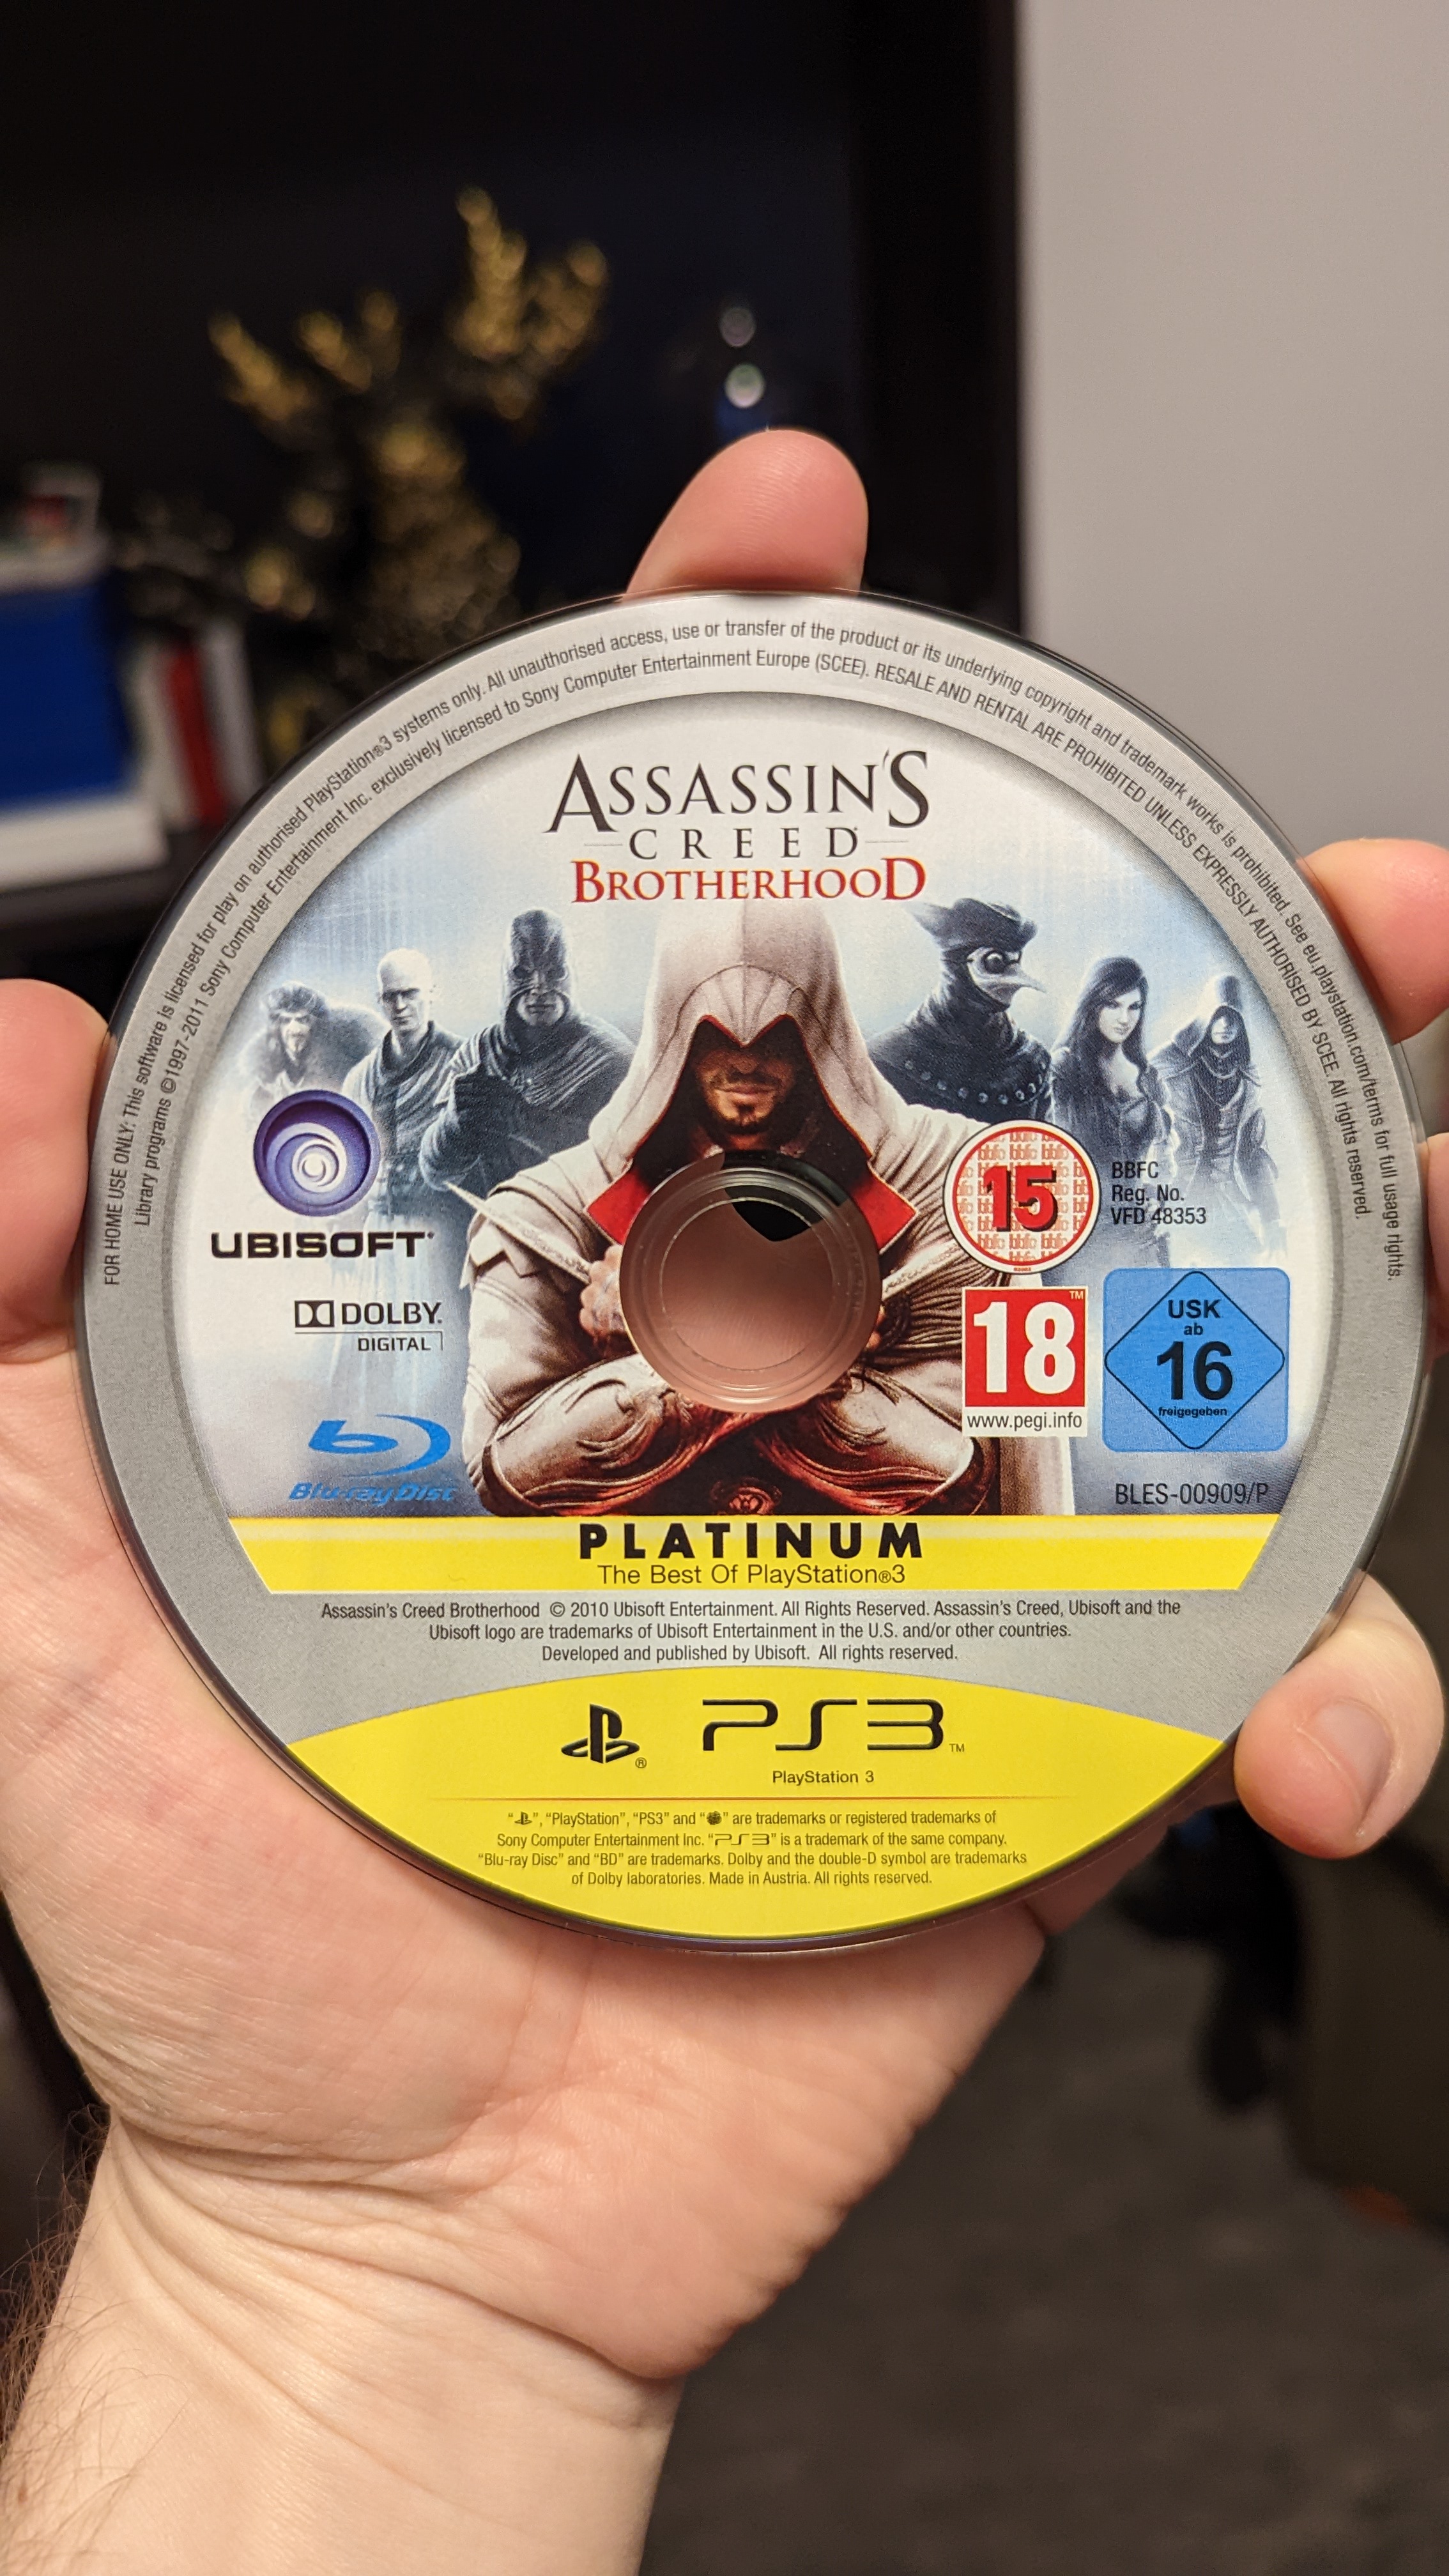 FOR HOME USE ONLY: This software is licensed for play on authorised PlayStation®3 systems only. All unauthorised access, use or transfer of the product or its underlying copyright and trademark works is prohibited. See eu.playstation.com/terms for full usage rights.
Library programs ©1997-2011 Sony Computer Entertainment Inc. exclusively licensed to Sony Computer Entertainment Europe (SCEE). RESALE AND RENTAL ARE PROHIBITED UNLESS EXPRESSLY AUTHORISED BY SCEE. All rights reserved.
ASSASSIN'S
CREED
BROTHERHOOD
UBISOFT
DOLBY
DIGITAL
Blu-ray Disc
15
BBFC
Reg. No.
VFD 48353
18™
www.pegi.info
USK
ab
16
freigegeben
BLES-00909/P
PLATINUM
The Best Of PlayStation®3
Assassin's Creed Brotherhood © 2010 Ubisoft Entertainment. All Rights Reserved. Assassin's Creed, Ubisoft and the
Ubisoft logo are trademarks of Ubisoft Entertainment in the U.S. and/or other countries.
Developed and published by Ubisoft. All rights reserved.
® PS3™
PlayStation 3
“ ”, “PlayStation”, “PS3” and “ ” are trademarks or registered trademarks of
Sony Computer Entertainment Inc. “PS3” is a trademark of the same company.
“Blu-ray Disc” and “BD” are trademarks. Dolby and the double-D symbol are trademarks
of Dolby laboratories. Made in Austria. All rights reserved.